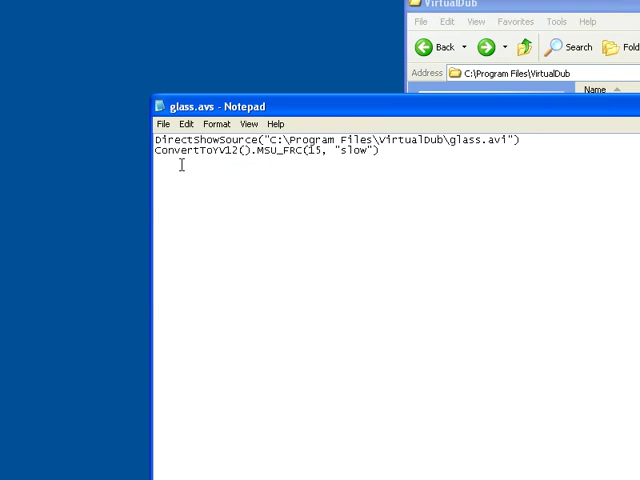 VirtualDub
File Edit View Favorites Tools Help
Back Search Fold
Address C:\Program Files\VirtualDub
Name
glass.avs - Notepad
File Edit Format View Help
DirectShowSource("C:\Program Files\VirtualDub\glass.avi")
ConvertToYV12().MSU_FRC(15, "slow")